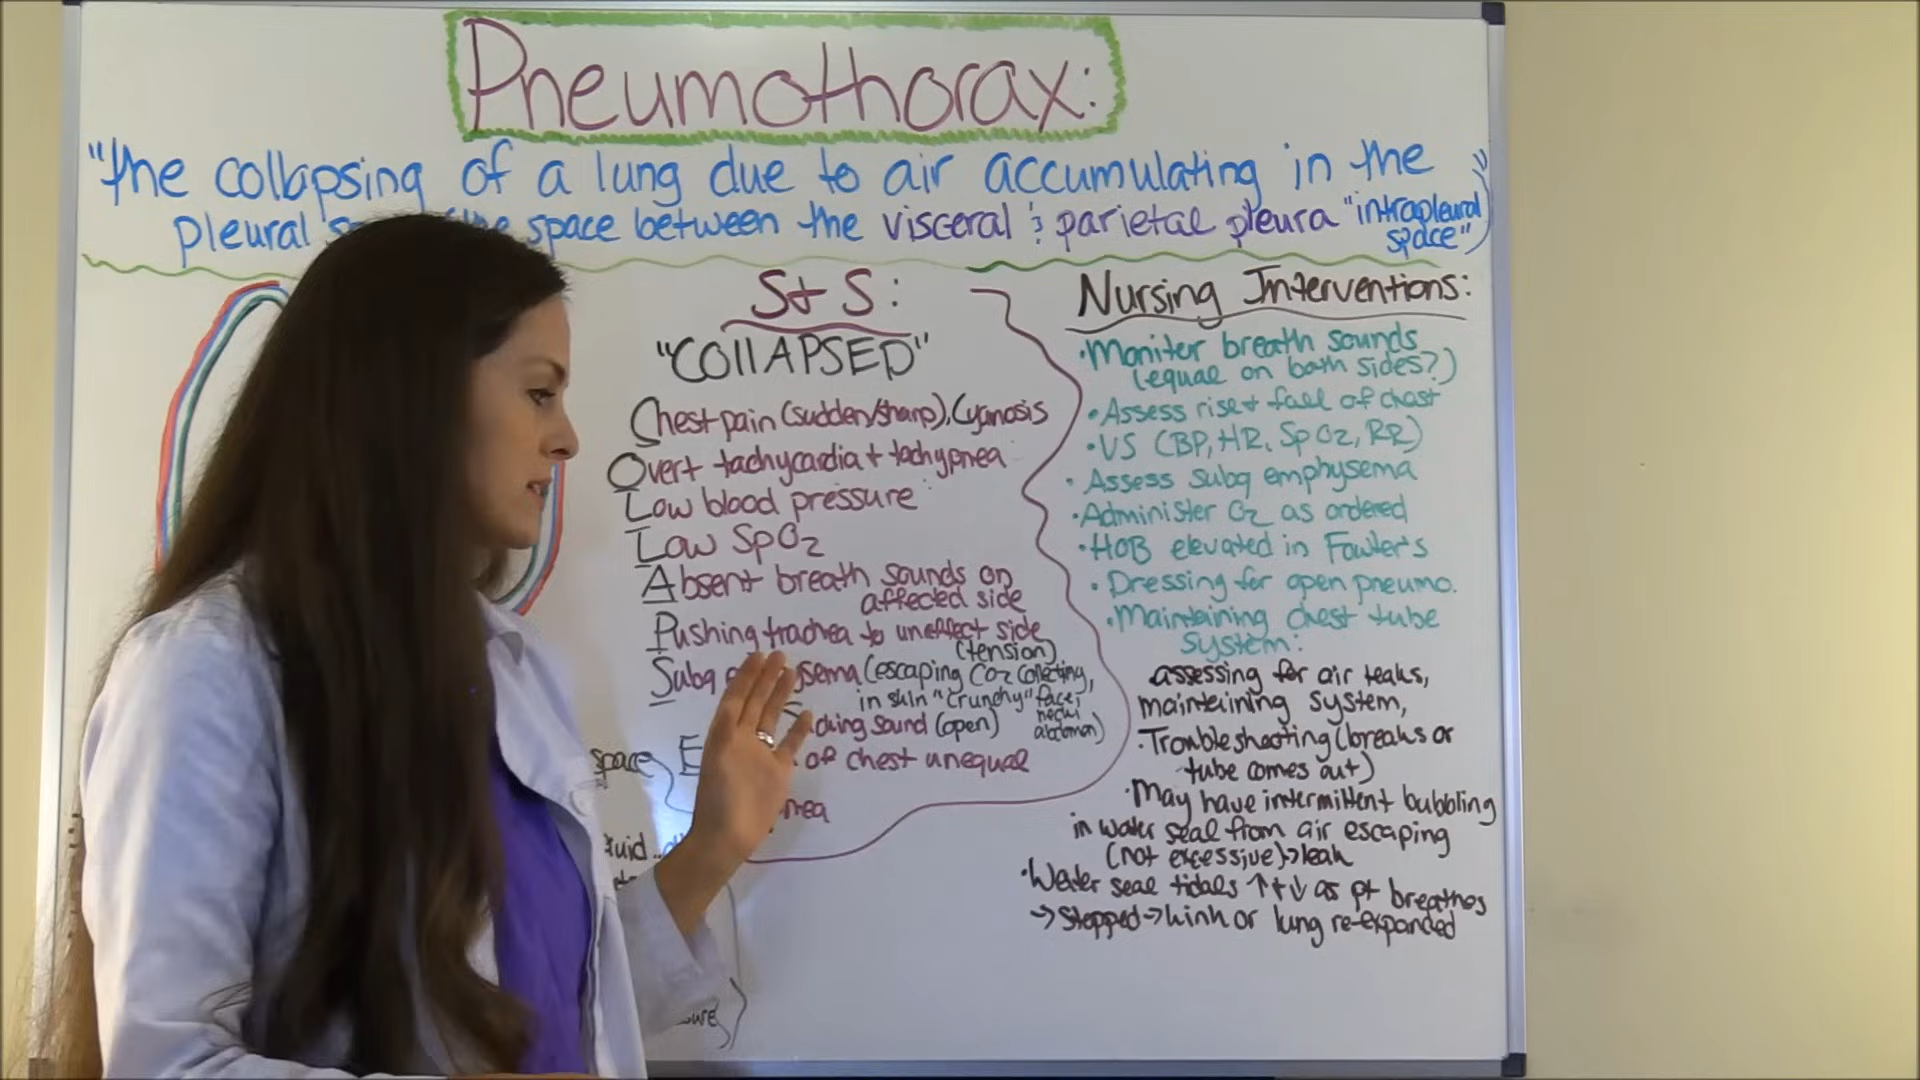 Pneumothorax:
"the collapsing of a lung due to air accumulating in the
pleural space between the visceral & parietal pleura "intrapleural
space")"
S+S:
"COllAPSED"
Chest pain (sudden/sharp), Cyanosis
Overt tachycardia + tachypnea
Low blood pressure
Low SpO2
Absent breath sounds on
affected side
Pushing trachea to uneffect side
(tension)
Subq (escaping CO2 collecting,
in skin "crunchy" face,
neck
abdomen)
sound (open)
space E of chest unequal
fluid
Nursing Interventions:
•Moniter breath sounds
(equal on both sides?)
•Assess rise + fall of chest
•VS (BP, HR, SpO2, RR)
•Assess Subq emphysema
•Administer O2 as ordered
•HOB elevated in Fowler's
•Dressing for open pneumo.
•Maintaining chest tube
system:
assessing for air leaks,
maintaining system,
•Troubleshooting (breaks or
tube comes out)
•May have intermittent bubbling
in water seal from air escaping
(not excessive)→leak
•Water seal tidals ↑+↓ as pt breathes
→Stopped→kink or lung re-expanded